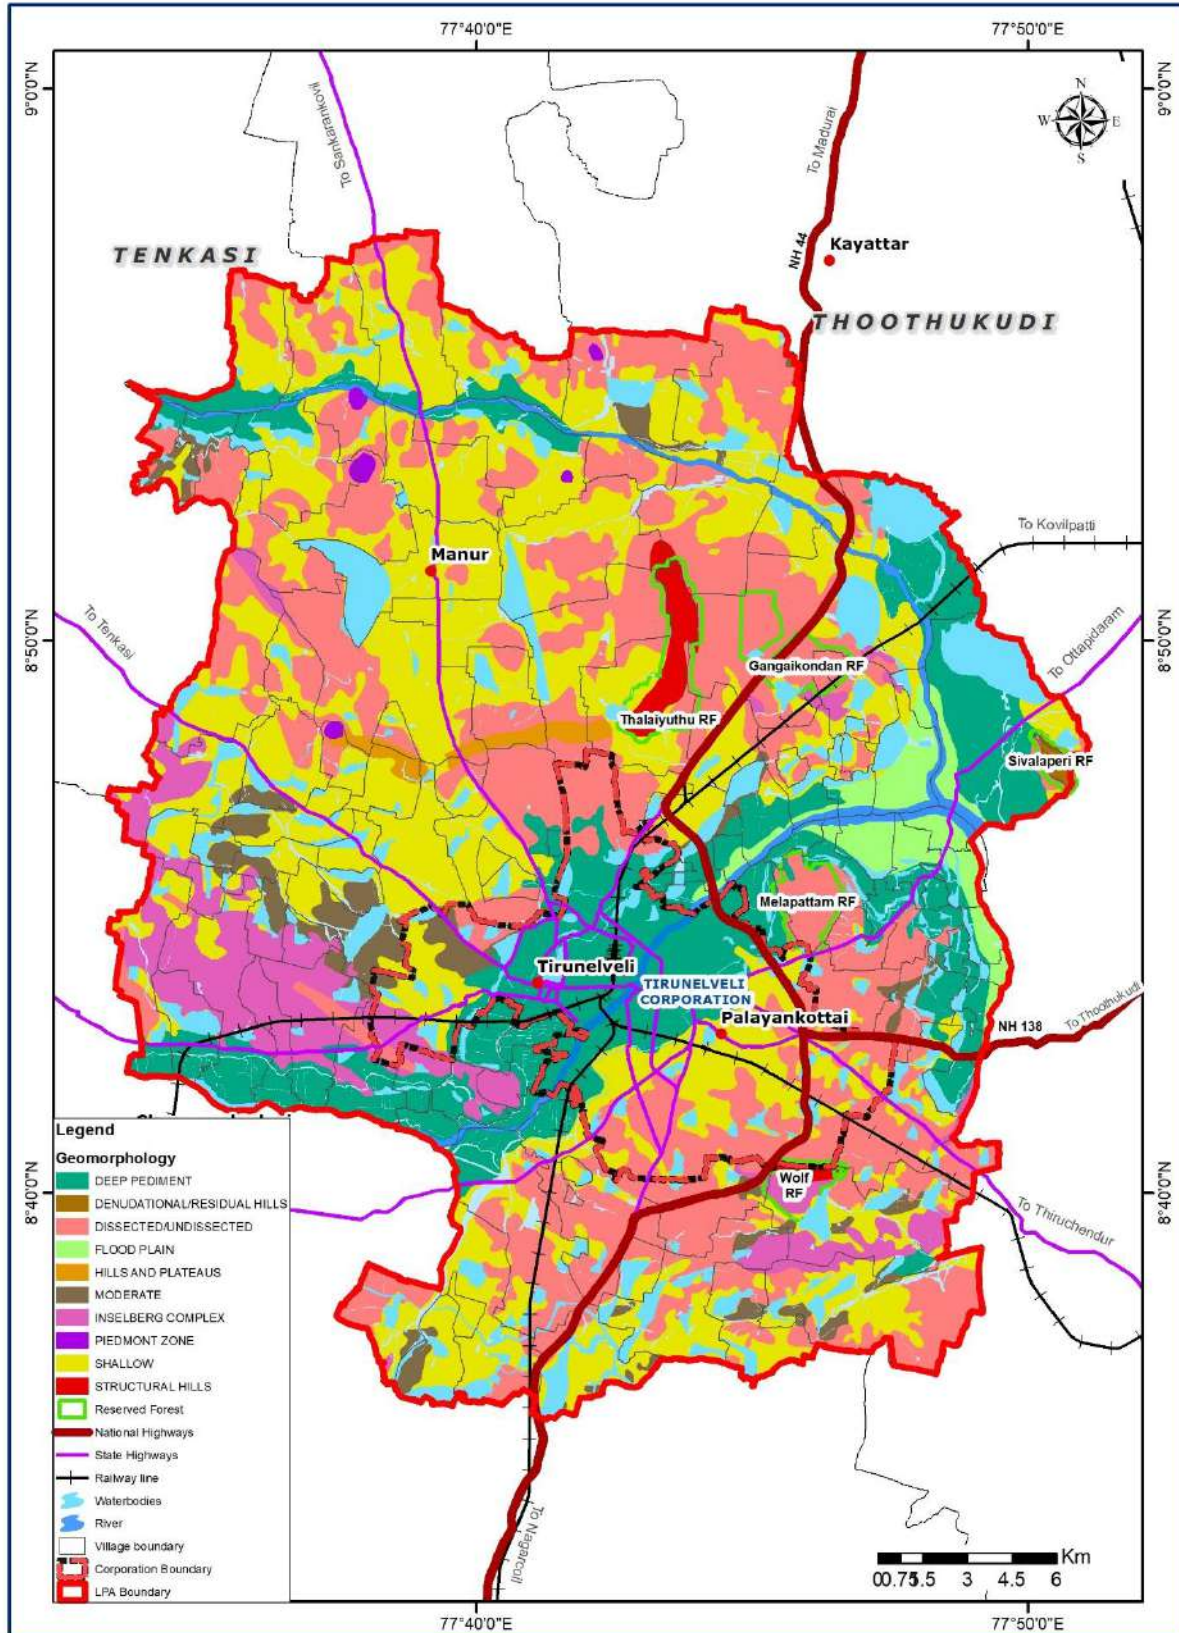 77°40'0"E
77°50'0"E
9°0'0"N
9°0'0"N
N
W
E
S
To Sankarankovil
To Madurai
TENKASI
NH 44
Kayattar
THOOTHUKUDI
To Kovilpatti
Manur
To Tenkasi
8°50'0"N
8°50'0"N
To Ottapidaram
Gangaikondan RF
Thalaiyuthu RF
Sivalaperi RF
Melapattam RF
Tirunelveli
TIRUNELVELI
CORPORATION
Palayankottai
NH 138
To Thoothukudi
Wolf
RF
8°40'0"N
8°40'0"N
To Thiruchendur
To Nagarcoil
Legend
Geomorphology
DEEP PEDIMENT
DENUDATIONAL/RESIDUAL HILLS
DISSECTED/UNDISSECTED
FLOOD PLAIN
HILLS AND PLATEAUS
MODERATE
INSELBERG COMPLEX
PIEDMONT ZONE
SHALLOW
STRUCTURAL HILLS
Reserved Forest
National Highways
State Highways
Railway line
Waterbodies
River
Village boundary
Corporation Boundary
LPA Boundary
Km
00.751.5 3 4.5 6
77°40'0"E
77°50'0"E